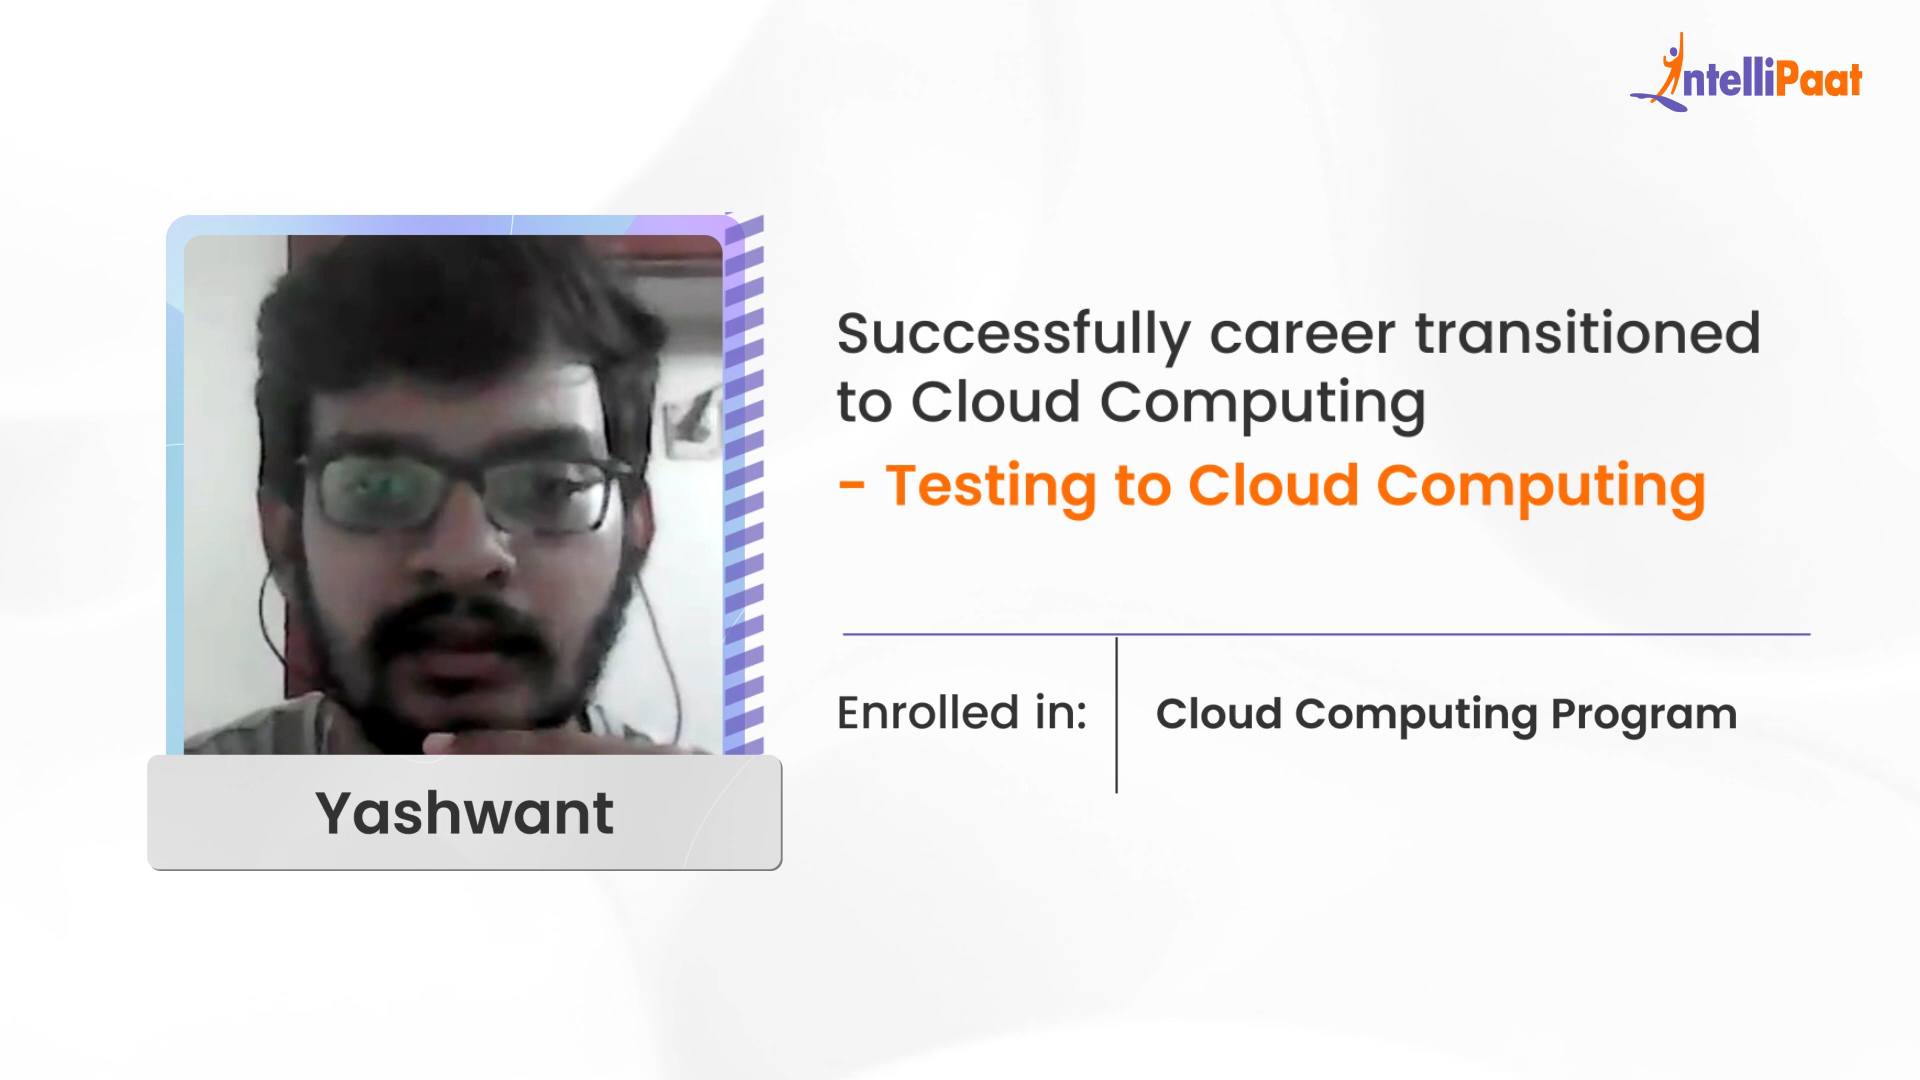 IntelliPaat
Successfully career transitioned
to Cloud Computing
- Testing to Cloud Computing
Enrolled in:
Cloud Computing Program
Yashwant